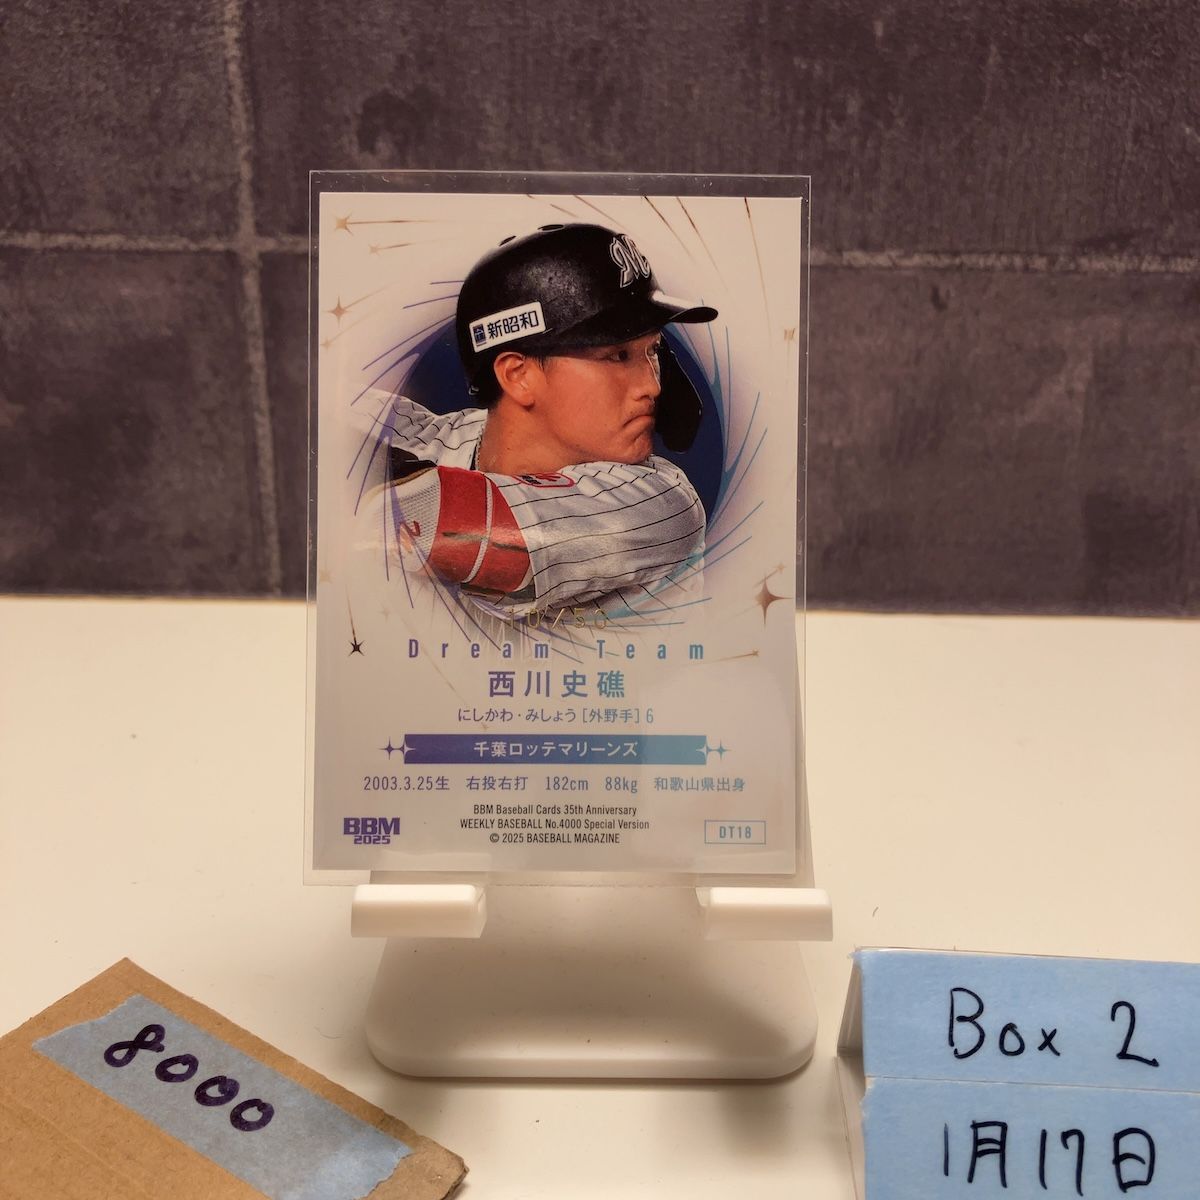 M
新昭和
10/50
Dream Team
西川史礁
にしかわ・みしょう [外野手] 6
千葉ロッテマリーンズ
2003.3.25生 右投右打 182cm 88kg 和歌山県出身
BBM Baseball Cards 35th Anniversary
WEEKLY BASEBALL No.4000 Special Version
© 2025 BASEBALL MAGAZINE
BBM
2025
DT18
8000
Box 2
1月17日